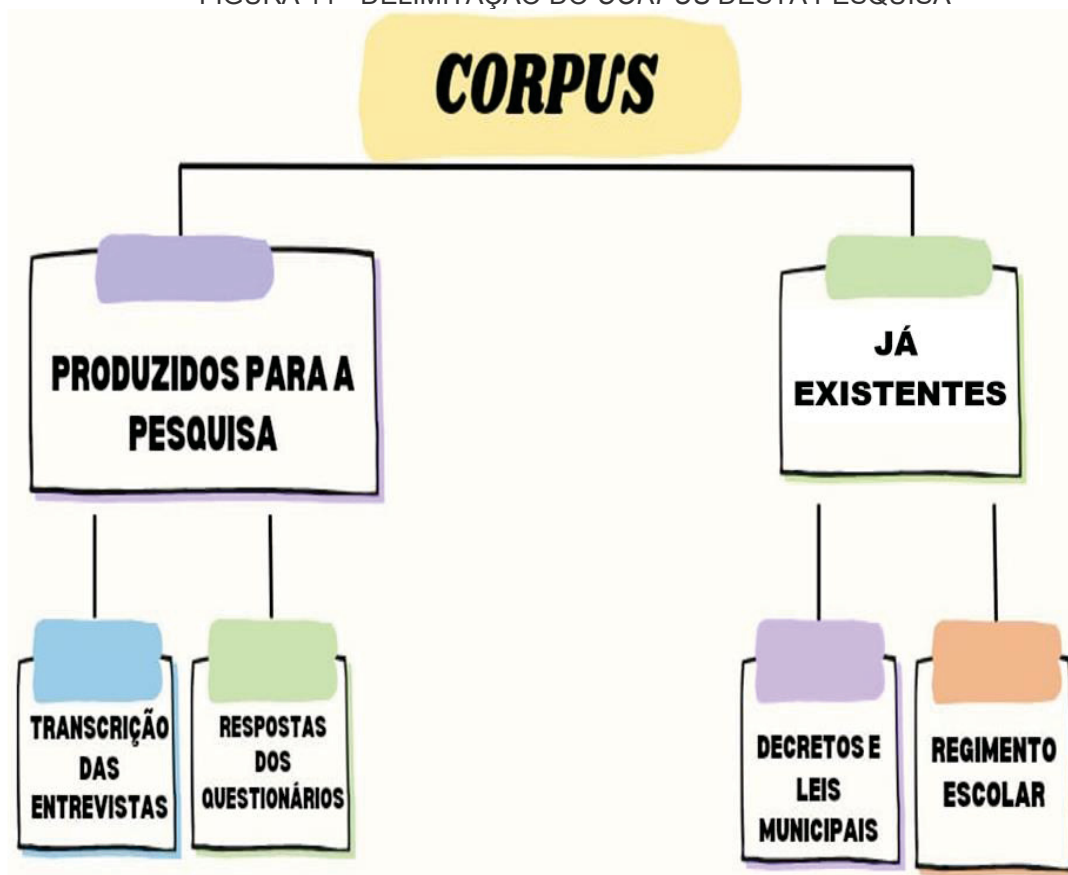 CORPUS
PRODUZIDOS PARA A
PESQUISA
JÁ
EXISTENTES
TRANSCRIÇÃO
DAS
ENTREVISTAS
RESPOSTAS
DOS
QUESTIONÁRIOS
DECRETOS E
LEIS
MUNICIPAIS
REGIMENTO
ESCOLAR